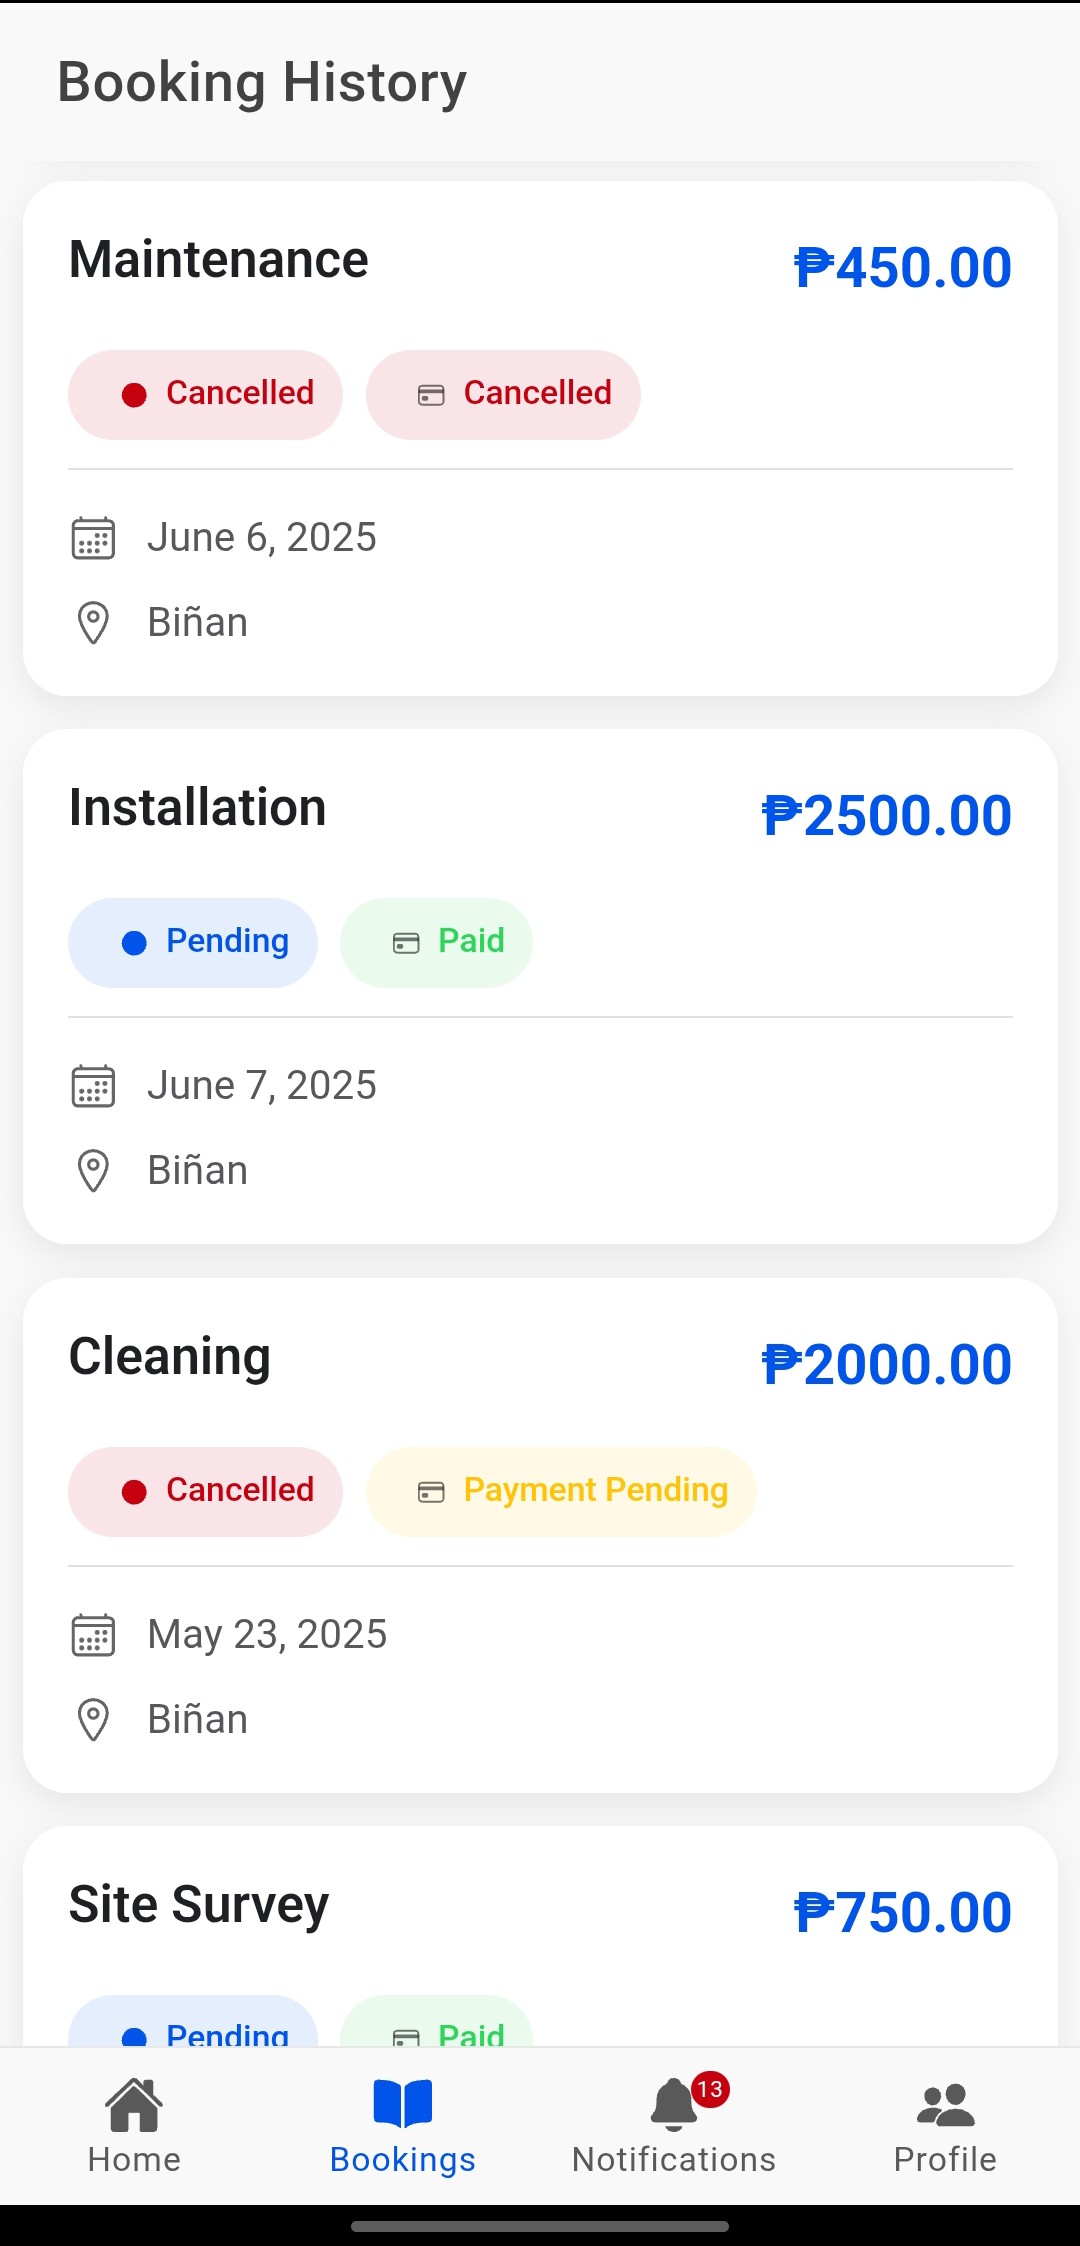 Booking History
Maintenance
₱450.00
Cancelled Cancelled
June 6, 2025
Biñan
Installation
₱2500.00
Pending Paid
June 7, 2025
Biñan
Cleaning
₱2000.00
Cancelled Payment Pending
May 23, 2025
Biñan
Site Survey
₱750.00
Pending Paid
13
Home Bookings Notifications Profile